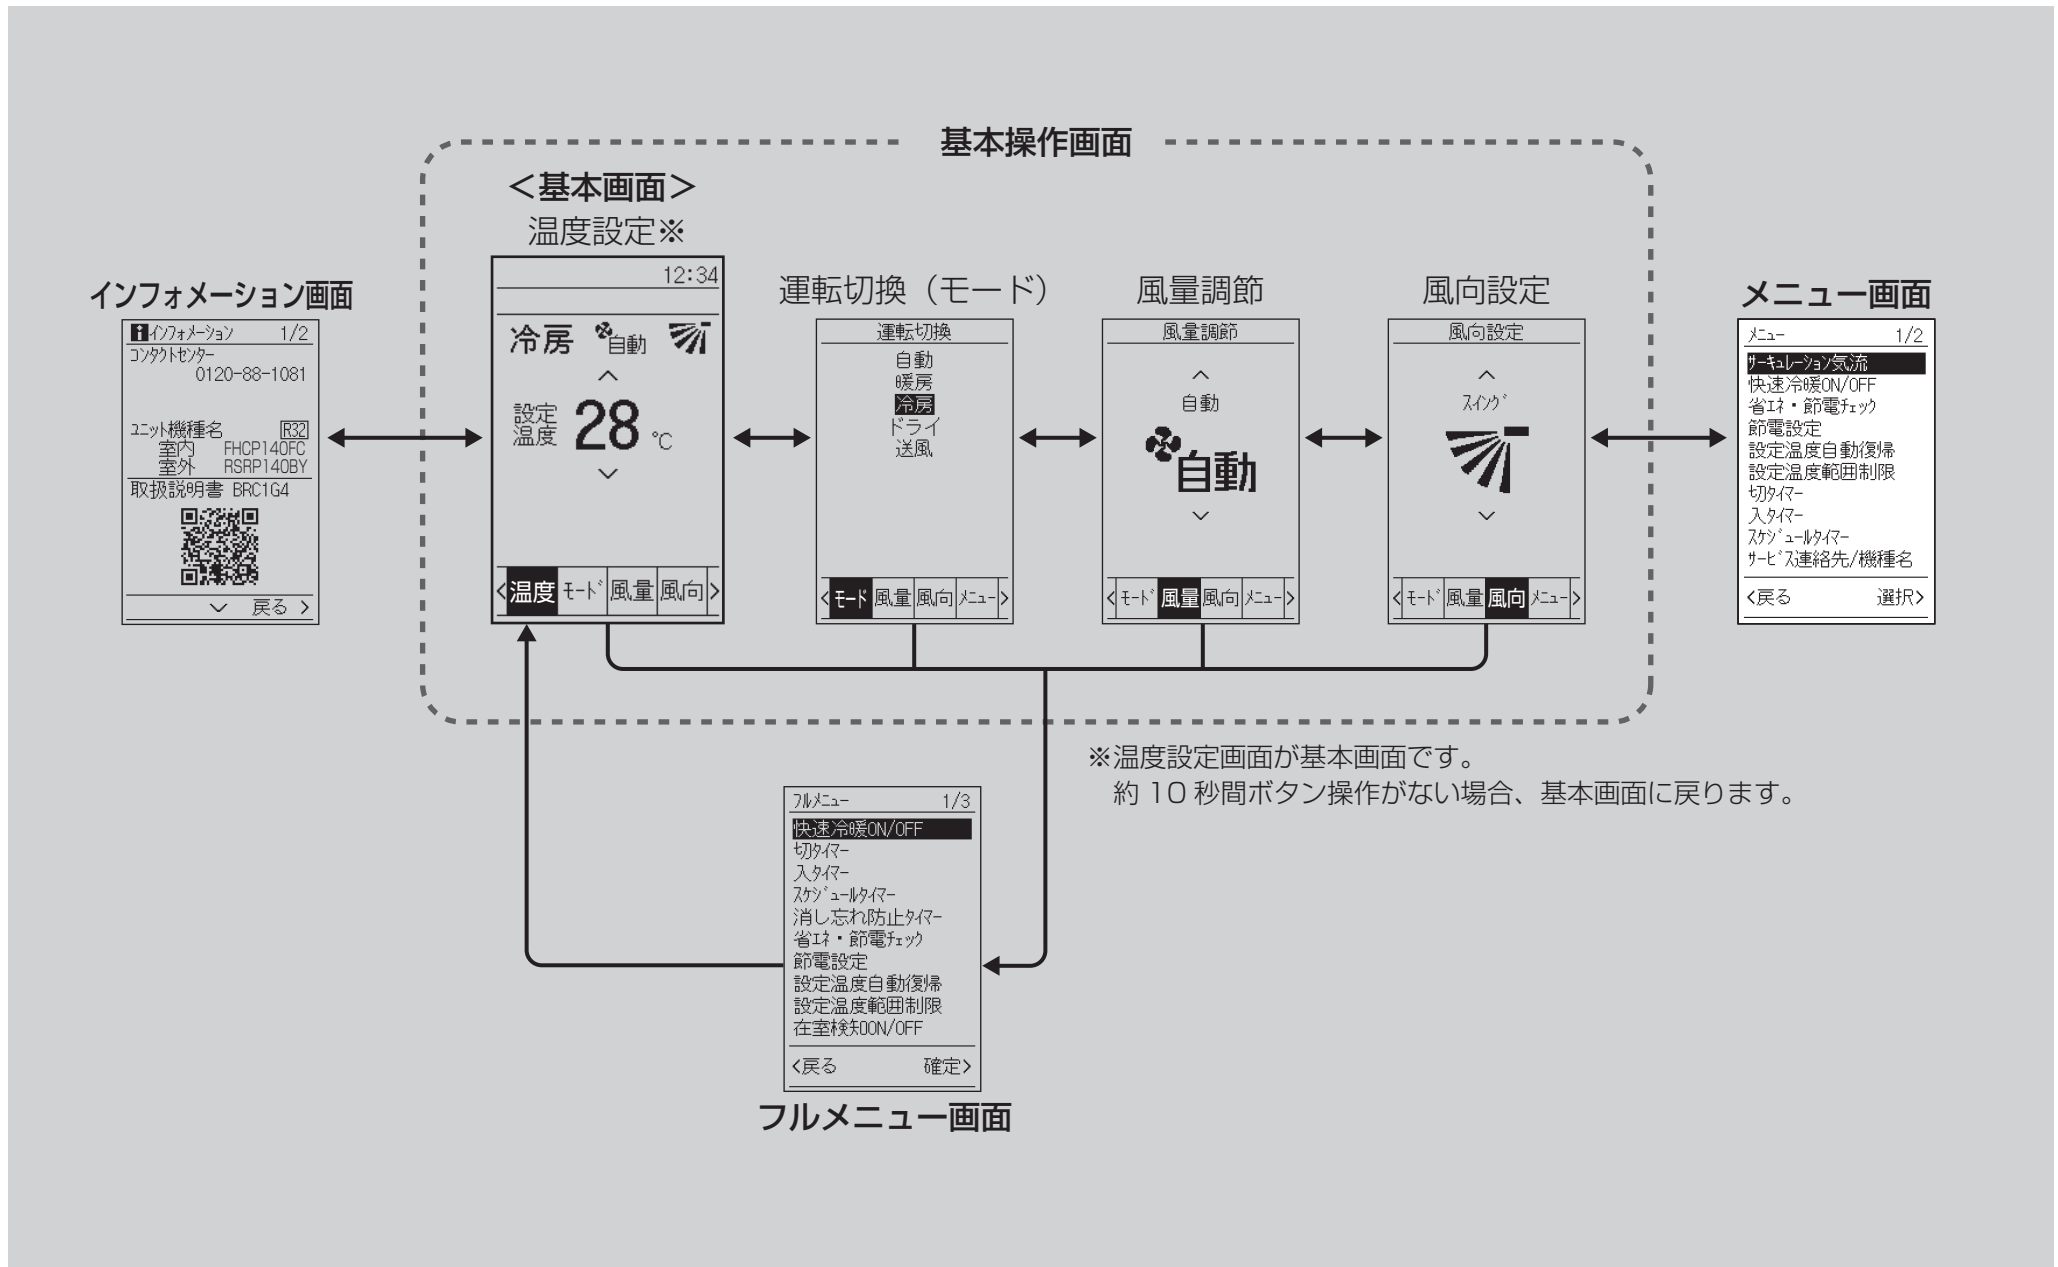 基本操作画面
＜基本画面＞
温度設定※
12:34
冷房 自動
設定
温度 28 ℃
<温度 ﾓｰﾄﾞ 風量 風向>
インフォメーション画面
iｲﾝﾌｫﾒｰｼｮﾝ 1/2
ｺﾝﾀｸﾄｾﾝﾀｰ
0120-88-1081
ﾕﾆｯﾄ機種名 R32
室内 FHCP140FC
室外 RSRP140BY
取扱説明書 BRC1G4
戻る >
運転切換（モード）
運転切換
自動
暖房
冷房
ドライ
送風
<ﾓｰﾄﾞ 風量 風向 ﾒﾆｭｰ>
風量調節
風量調節
自動
自動
<ﾓｰﾄﾞ 風量 風向 ﾒﾆｭｰ>
風向設定
風向設定
ｽｲﾝｸﾞ
<ﾓｰﾄﾞ 風量 風向 ﾒﾆｭｰ>
メニュー画面
ﾒﾆｭｰ 1/2
ｻｰｷｭﾚｰｼｮﾝ気流
快速冷暖ON/OFF
省ｴﾈ・節電ﾁｪｯｸ
節電設定
設定温度自動復帰
設定温度範囲制限
切ﾀｲﾏｰ
入ﾀｲﾏｰ
ｽｹｼﾞｭｰﾙﾀｲﾏｰ
ｻｰﾋﾞｽ連絡先/機種名
<戻る 選択>
※温度設定画面が基本画面です。
約 10 秒間ボタン操作がない場合、基本画面に戻ります。
ﾌﾙﾒﾆｭｰ 1/3
快速冷暖ON/OFF
切ﾀｲﾏｰ
入ﾀｲﾏｰ
ｽｹｼﾞｭｰﾙﾀｲﾏｰ
消し忘れ防止ﾀｲﾏｰ
省ｴﾈ・節電ﾁｪｯｸ
節電設定
設定温度自動復帰
設定温度範囲制限
在室検知ON/OFF
<戻る 確定>
フルメニュー画面